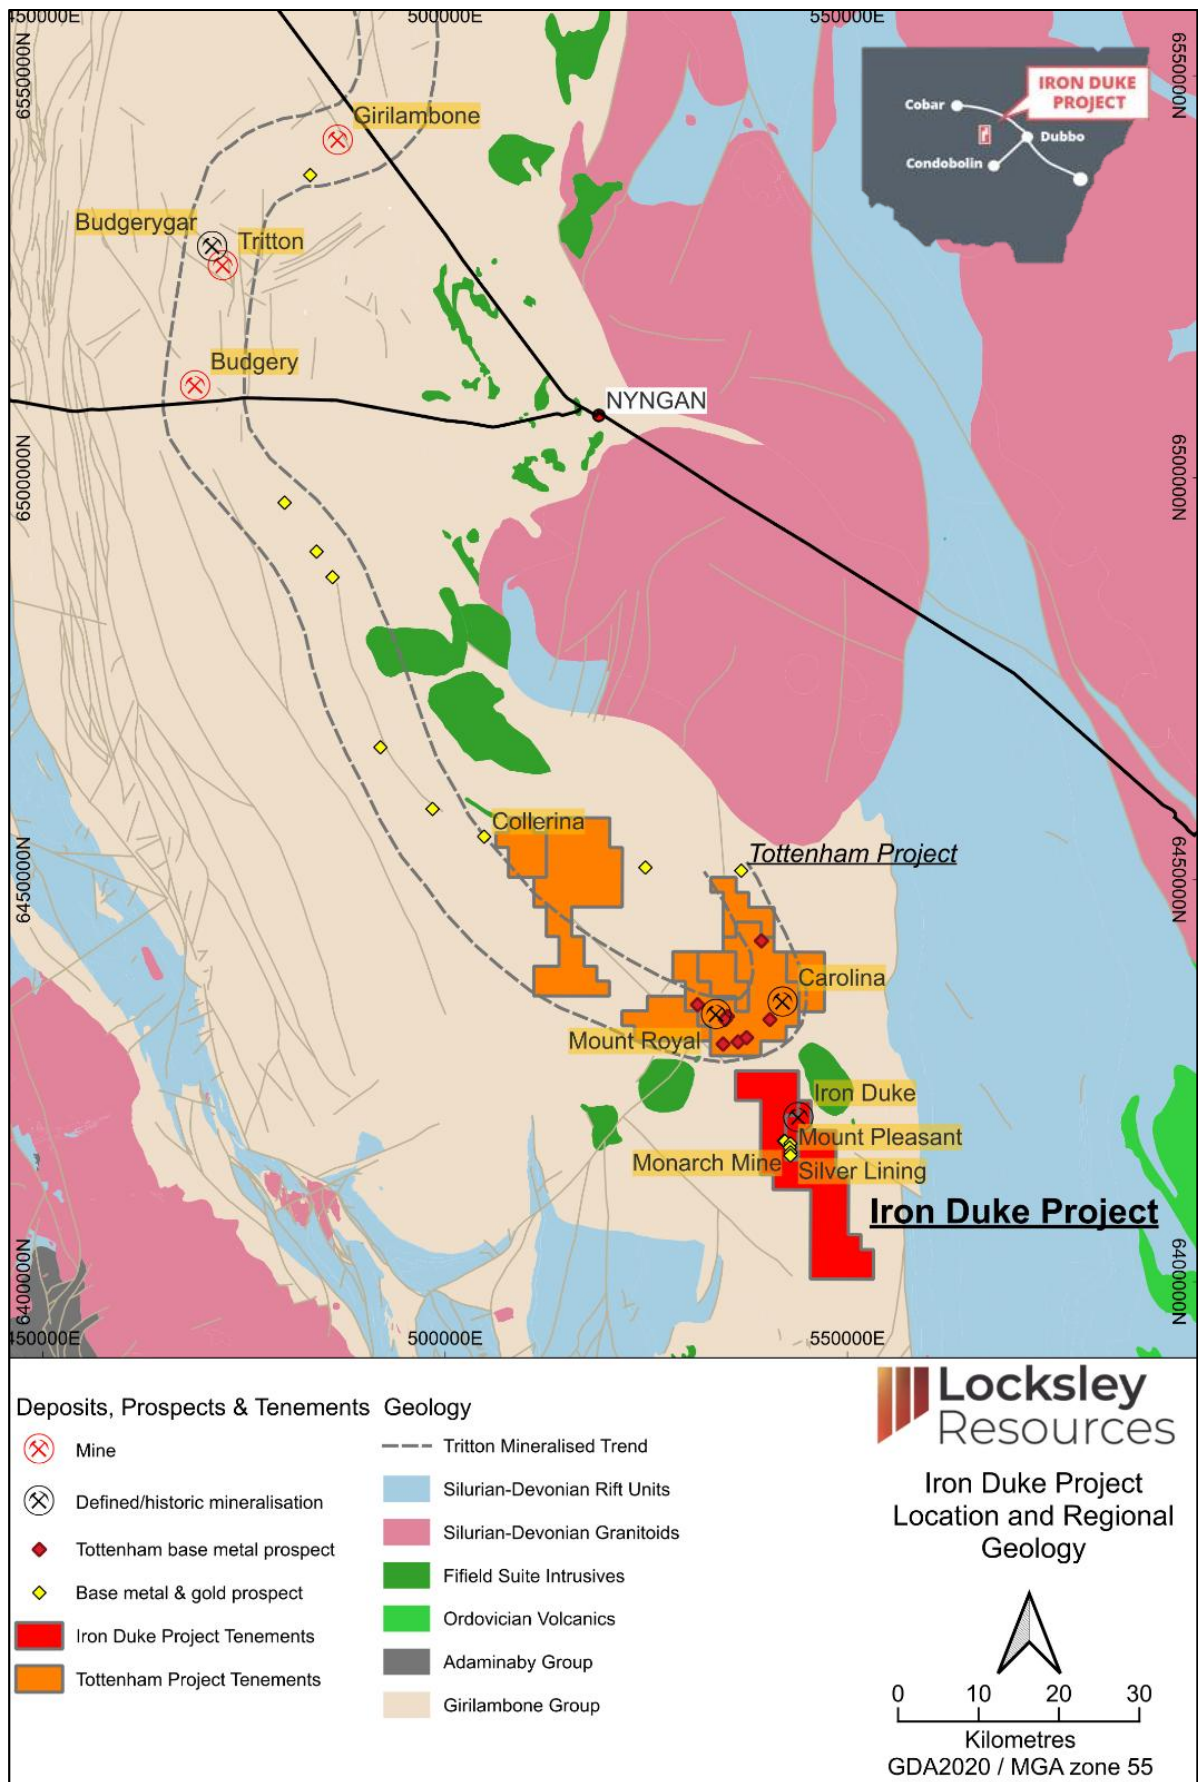 450000E
500000E
550000E
6550000N
6550000N
IRON DUKE
PROJECT
Cobar
Dubbo
Condobolin
Girilambone
Budgerygar
Tritton
Budgery
NYNGAN
6500000N
6500000N
Collerina
Tottenham Project
6450000N
6450000N
Carolina
Mount Royal
Iron Duke
Mount Pleasant
Monarch Mine
Silver Lining
Iron Duke Project
6400000N
6400000N
450000E
500000E
550000E
Deposits, Prospects & Tenements
Mine
Defined/historic mineralisation
Tottenham base metal prospect
Base metal & gold prospect
Iron Duke Project Tenements
Tottenham Project Tenements
Geology
Tritton Mineralised Trend
Silurian-Devonian Rift Units
Silurian-Devonian Granitoids
Fifield Suite Intrusives
Ordovician Volcanics
Adaminaby Group
Girilambone Group
Locksley
Resources
Iron Duke Project
Location and Regional
Geology
0 10 20 30
Kilometres
GDA2020 / MGA zone 55